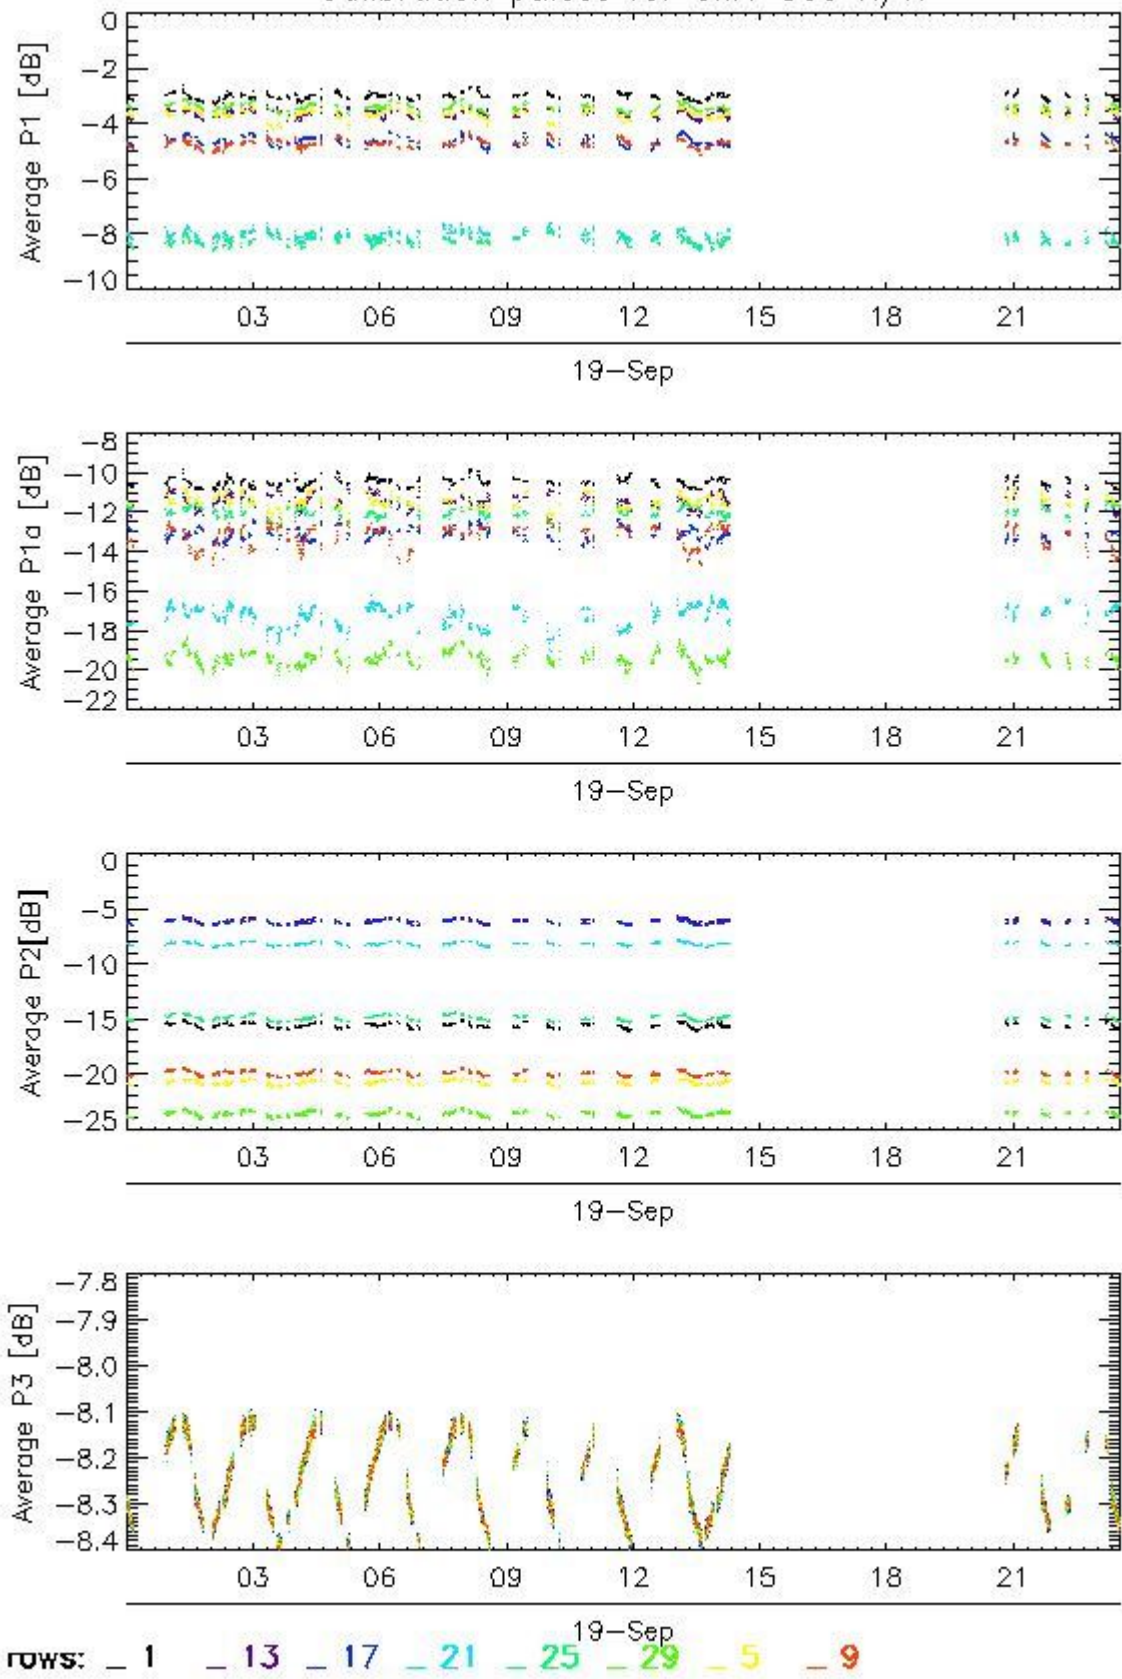 0
−2
−4
−6
−8
−10
Average P1 [dB]
03 06 09 12 15 18 21
19−Sep
−8
−10
−12
−14
−16
−18
−20
−22
Average P1a [dB]
03 06 09 12 15 18 21
19−Sep
0
−5
−10
−15
−20
−25
Average P2[dB]
03 06 09 12 15 18 21
19−Sep
−7.8
−7.9
−8.0
−8.1
−8.2
−8.3
−8.4
Average P3 [dB]
03 06 09 12 15 18 21
19−Sep
rows: _ 1 _ 13 _ 17 _ 21 _ 25 _ 29 _ 5 _ 9